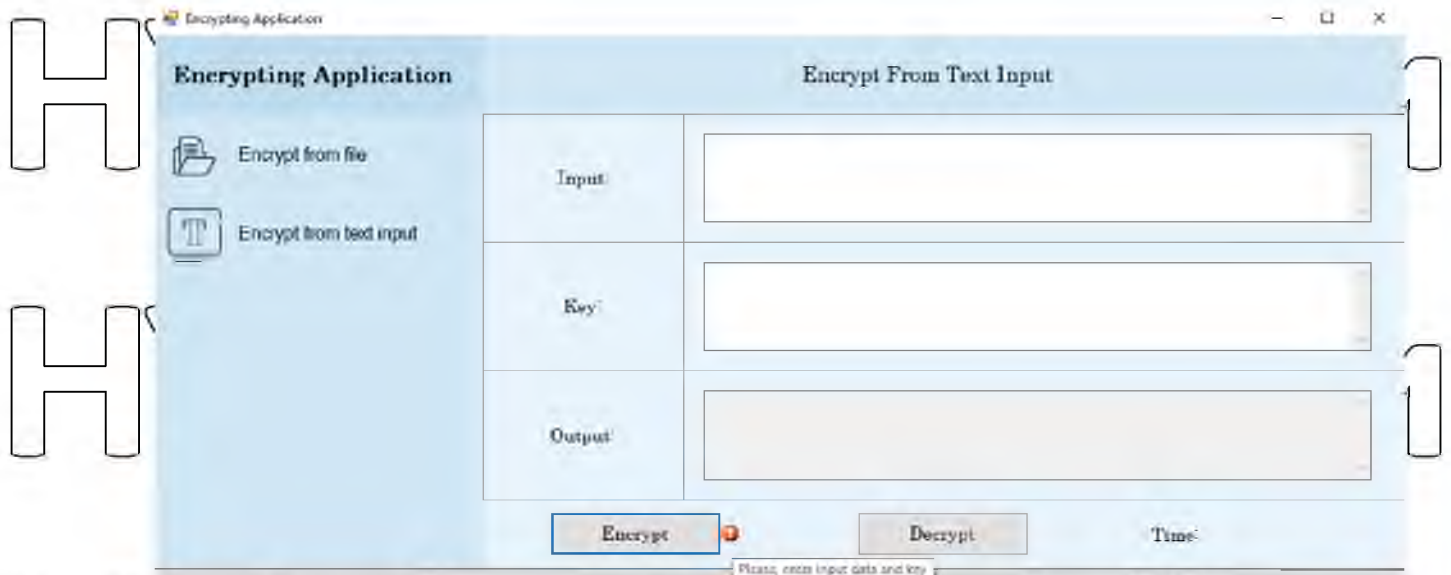 Encrypting Application
Encrypting Application
Encrypt From Text Input
Encrypt from file
Encrypt from text input
Input:
Key:
Output:
Encrypt
Decrypt
Time:
Please, enter input data and key